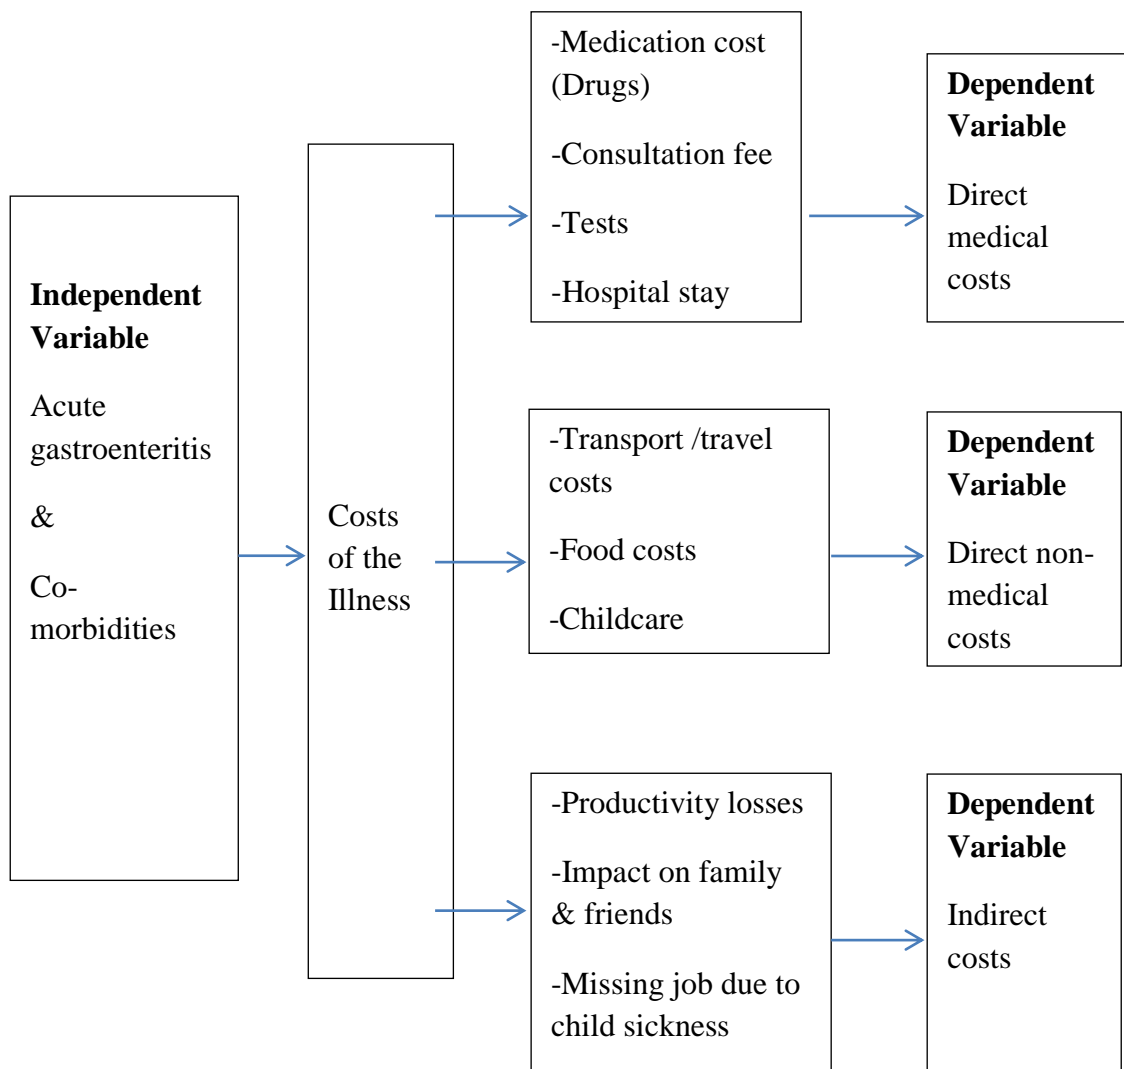 Independent
Variable
Acute
gastroenteritis
&
Co-
morbidities
Costs
of the
Illness
-Medication cost
(Drugs)
-Consultation fee
-Tests
-Hospital stay
Dependent
Variable
Direct
medical
costs
-Transport /travel
costs
-Food costs
-Childcare
Dependent
Variable
Direct non-
medical
costs
-Productivity losses
-Impact on family
& friends
-Missing job due to
child sickness
Dependent
Variable
Indirect
costs